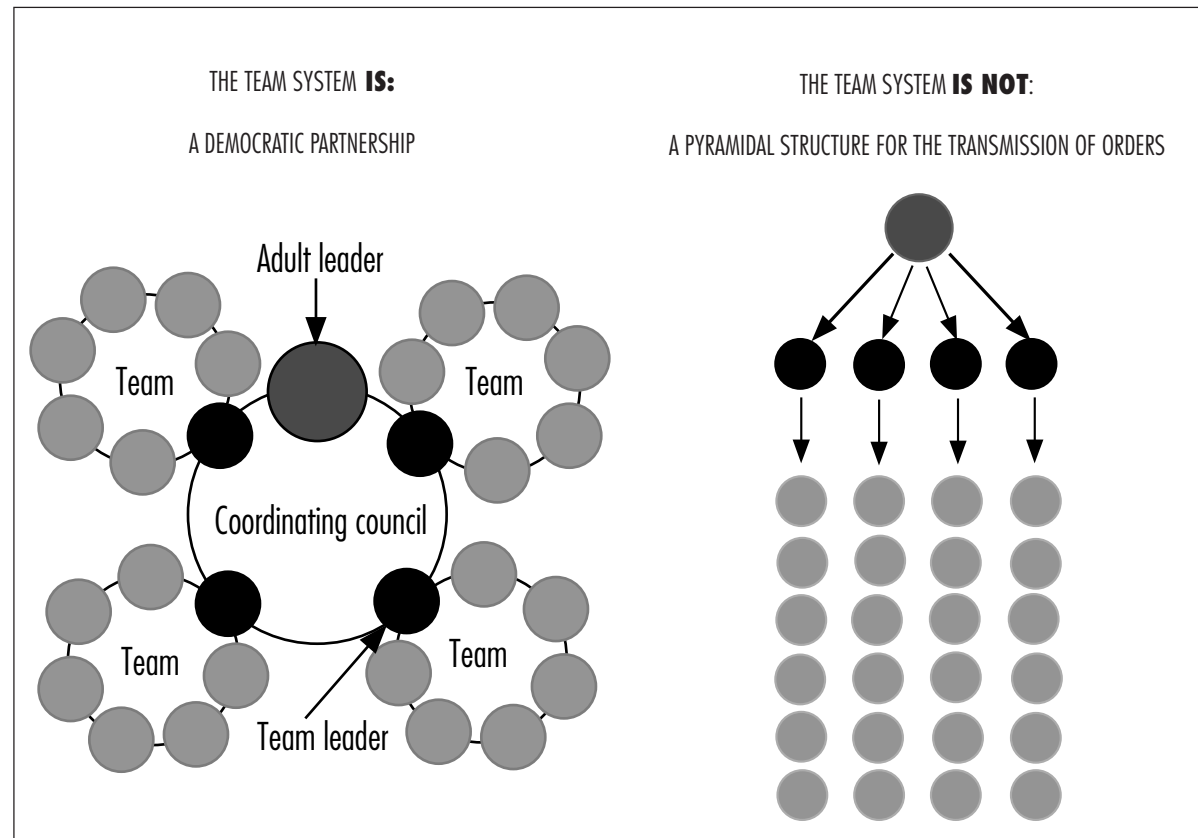 THE TEAM SYSTEM IS:
A DEMOCRATIC PARTNERSHIP
Adult leader
Team
Team
Coordinating council
Team
Team
Team leader
THE TEAM SYSTEM IS NOT:
A PYRAMIDAL STRUCTURE FOR THE TRANSMISSION OF ORDERS